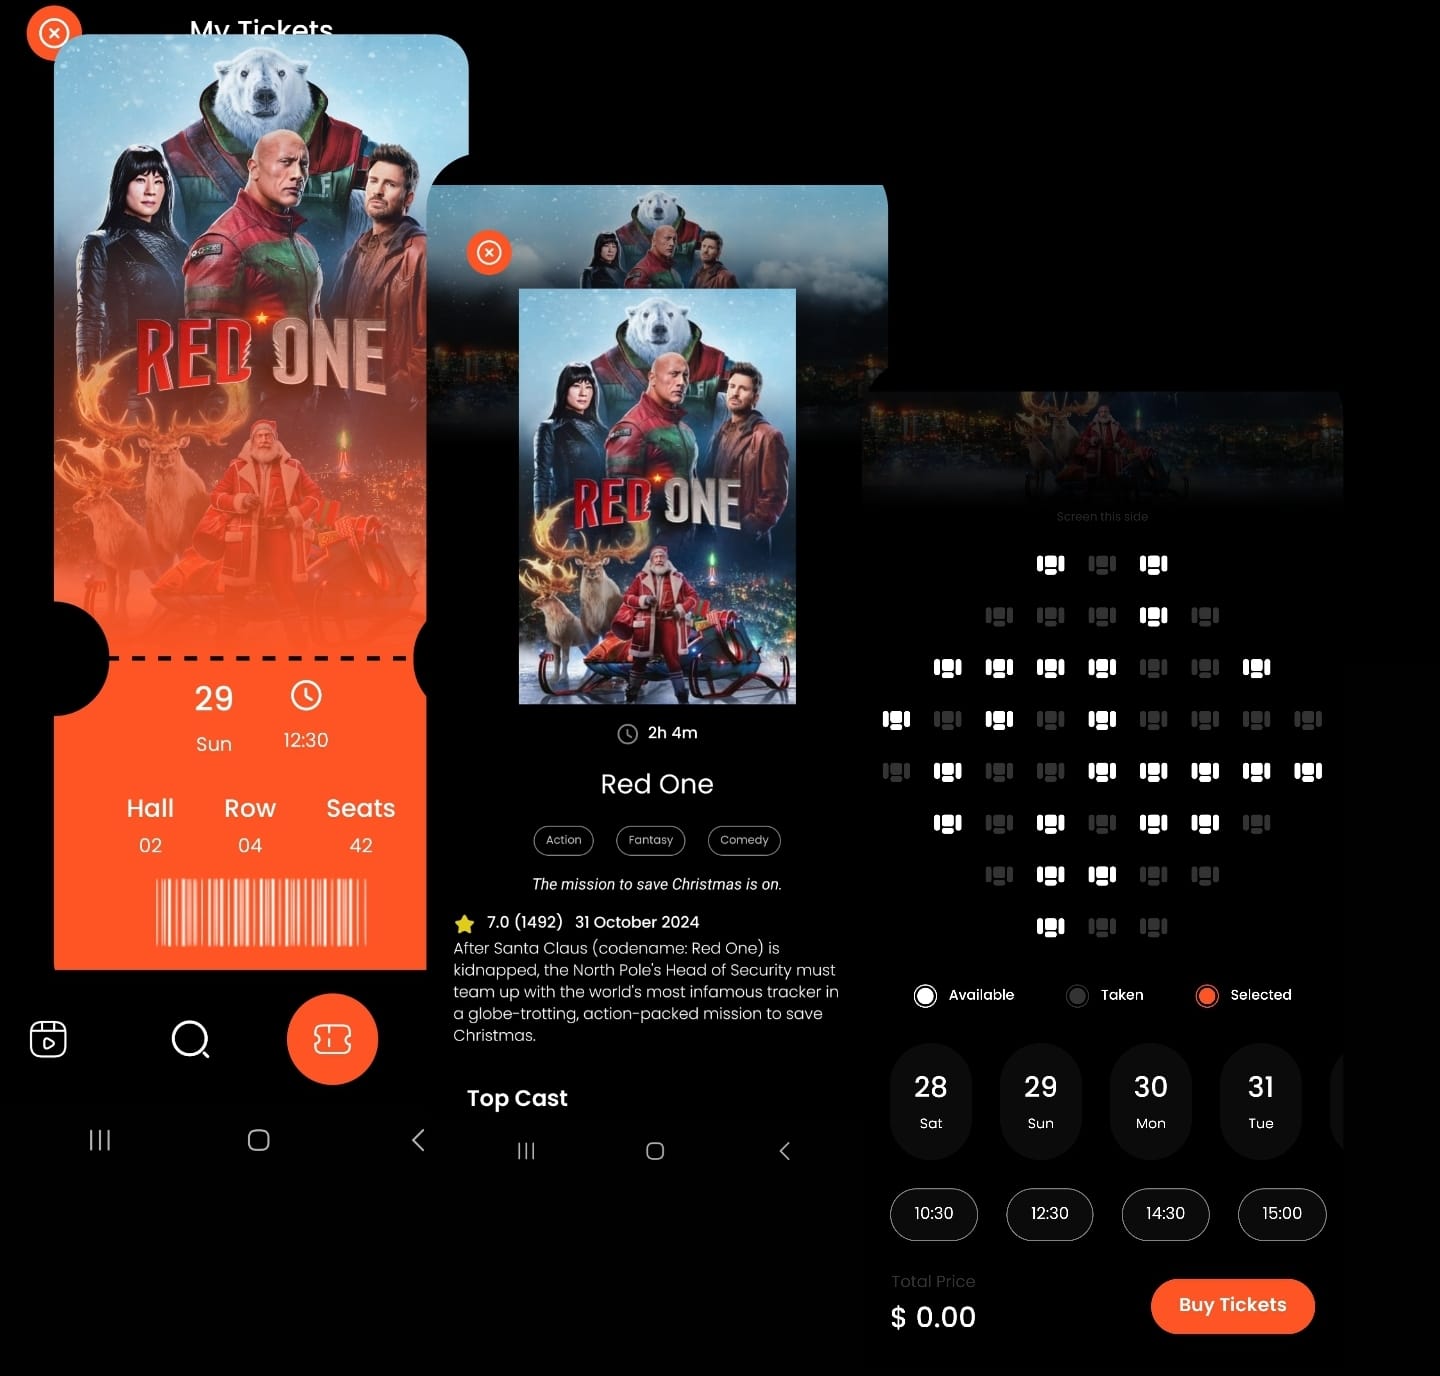 My Tickets
RED ONE
29
Sun
12:30
Hall Row Seats
02 04 42
RED ONE
2h 4m
Red One
Action Fantasy Comedy
The mission to save Christmas is on.
7.0 (1492) 31 October 2024
After Santa Claus (codename: Red One) is
kidnapped, the North Pole's Head of Security must
team up with the world's most infamous tracker in
a globe-trotting, action-packed mission to save
Christmas.
Top Cast
Screen this side
Available Taken Selected
28 29 30 31
Sat Sun Mon Tue
10:30 12:30 14:30 15:00
Total Price
$ 0.00
Buy Tickets